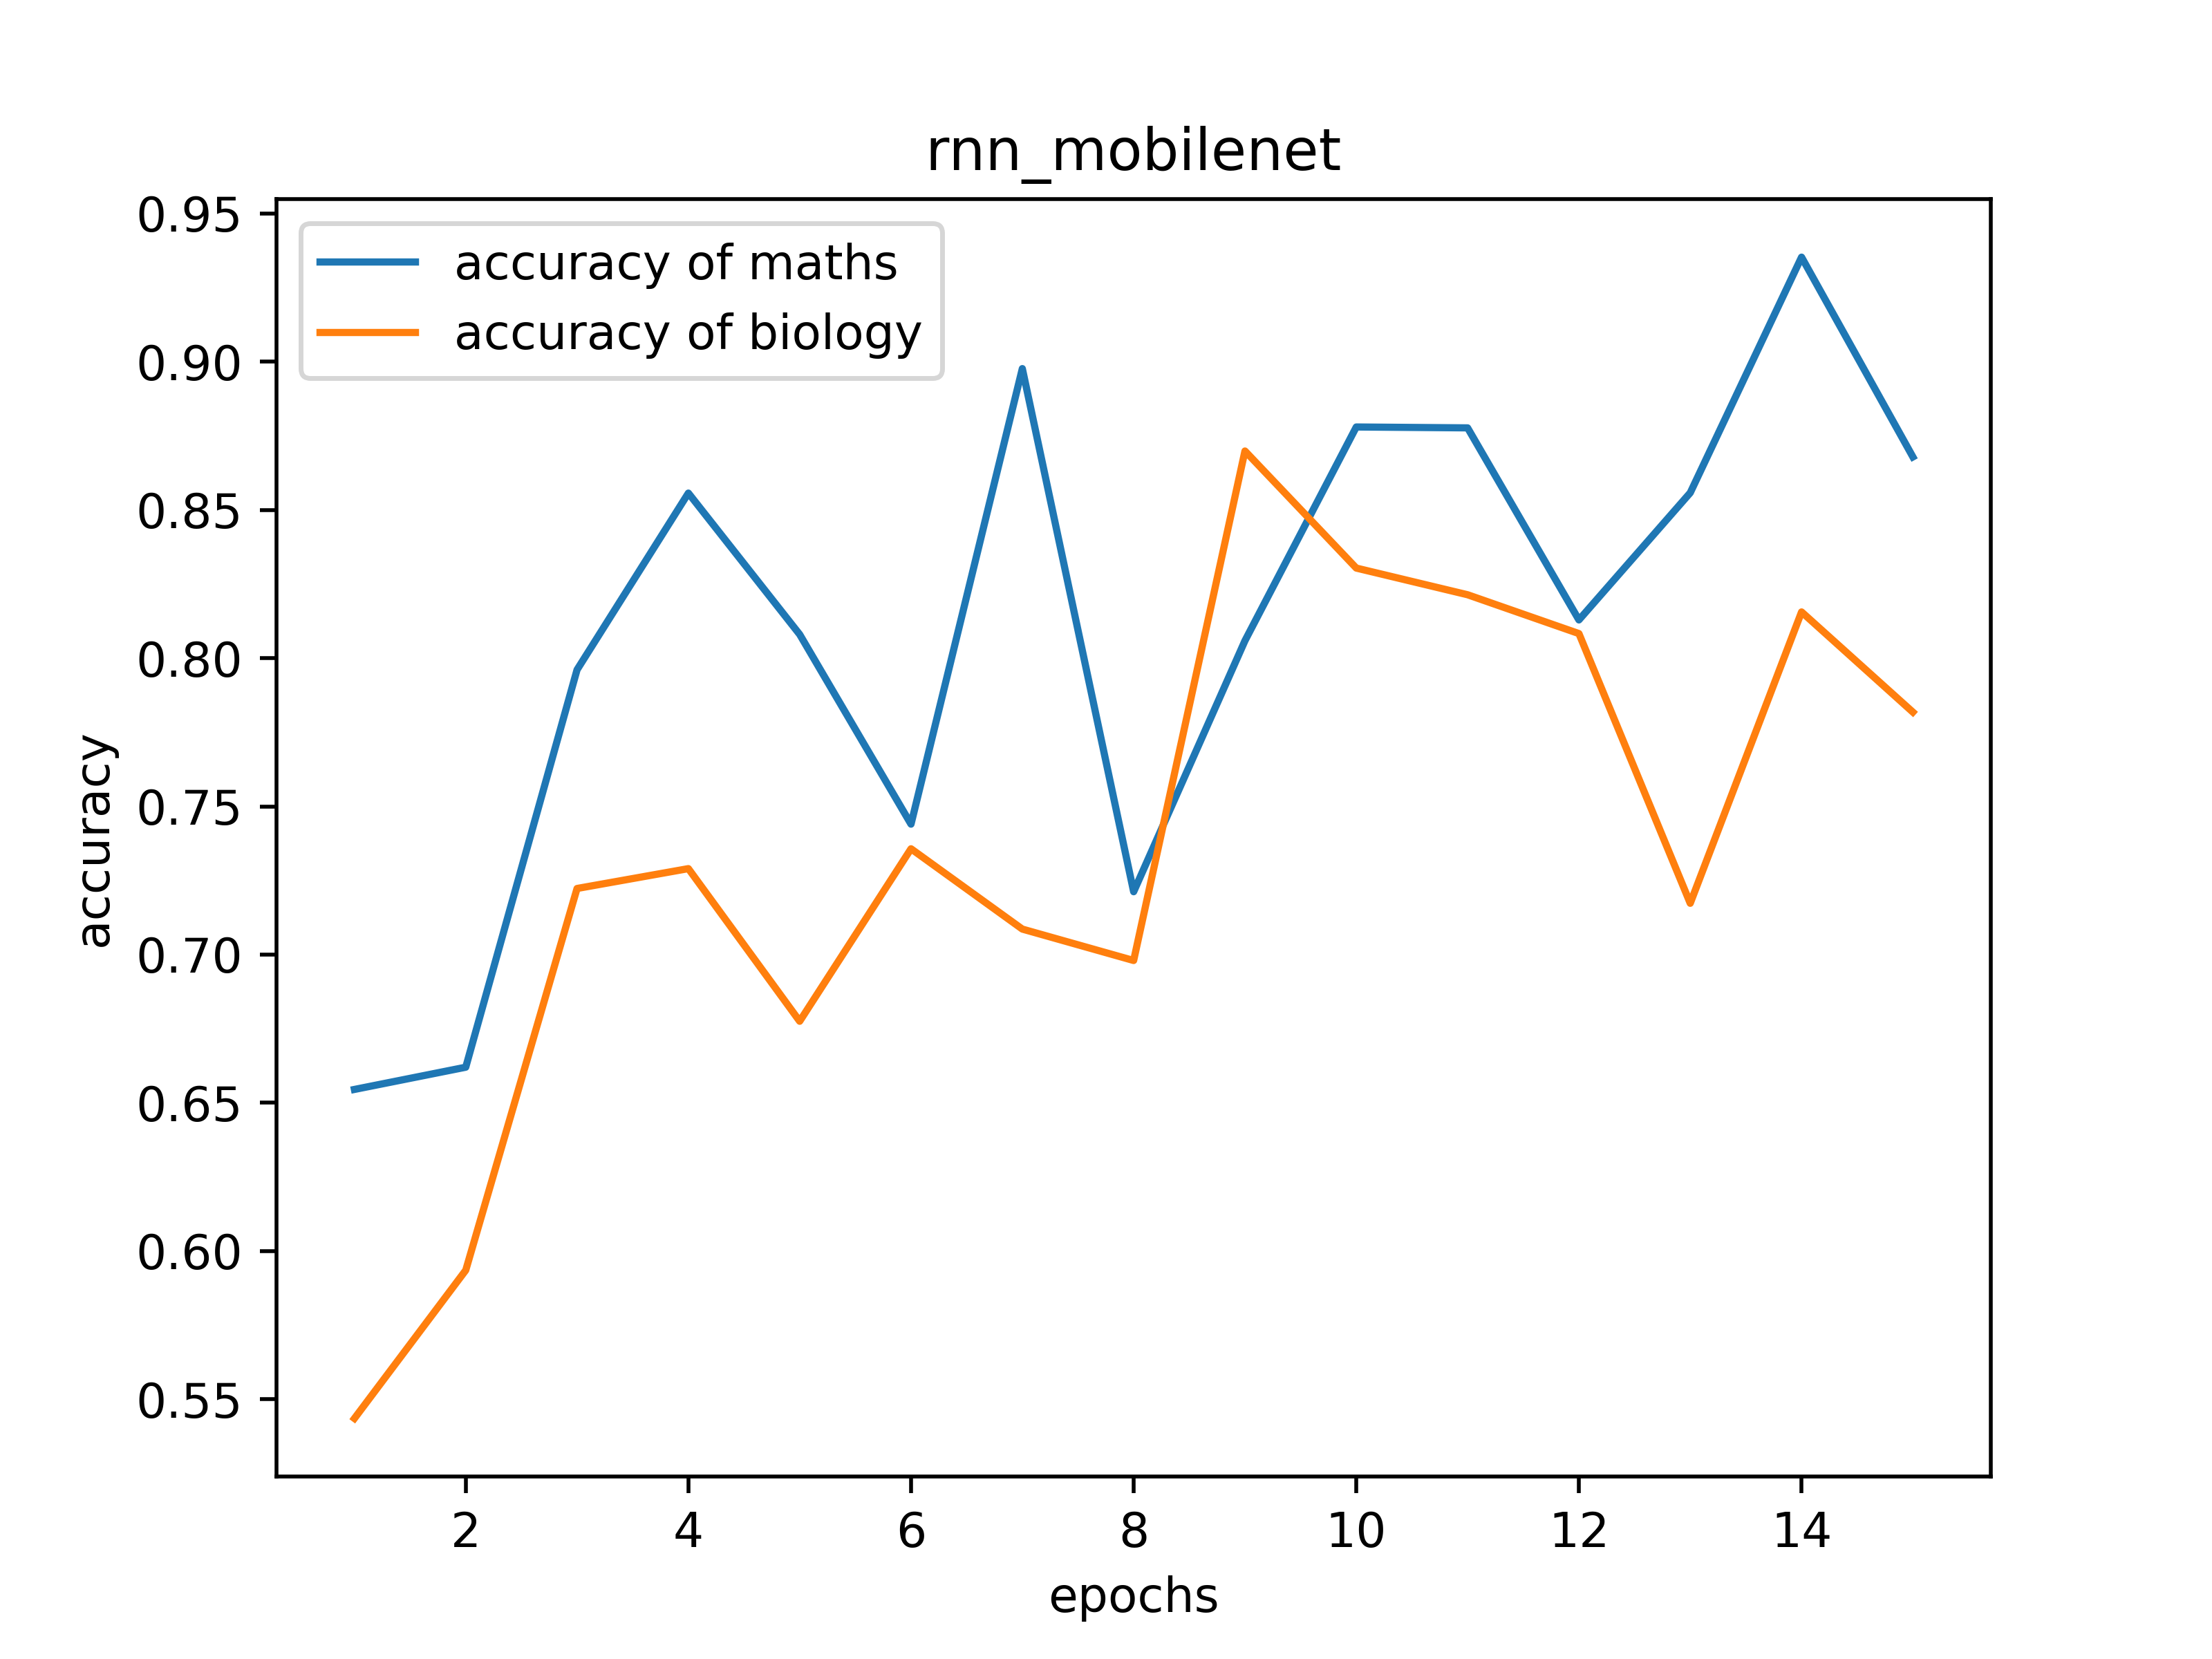 rnn_mobilenet
accuracy of maths
accuracy of biology
0.95
0.90
0.85
0.80
0.75
0.70
0.65
0.60
0.55
accuracy
2 4 6 8 10 12 14
epochs